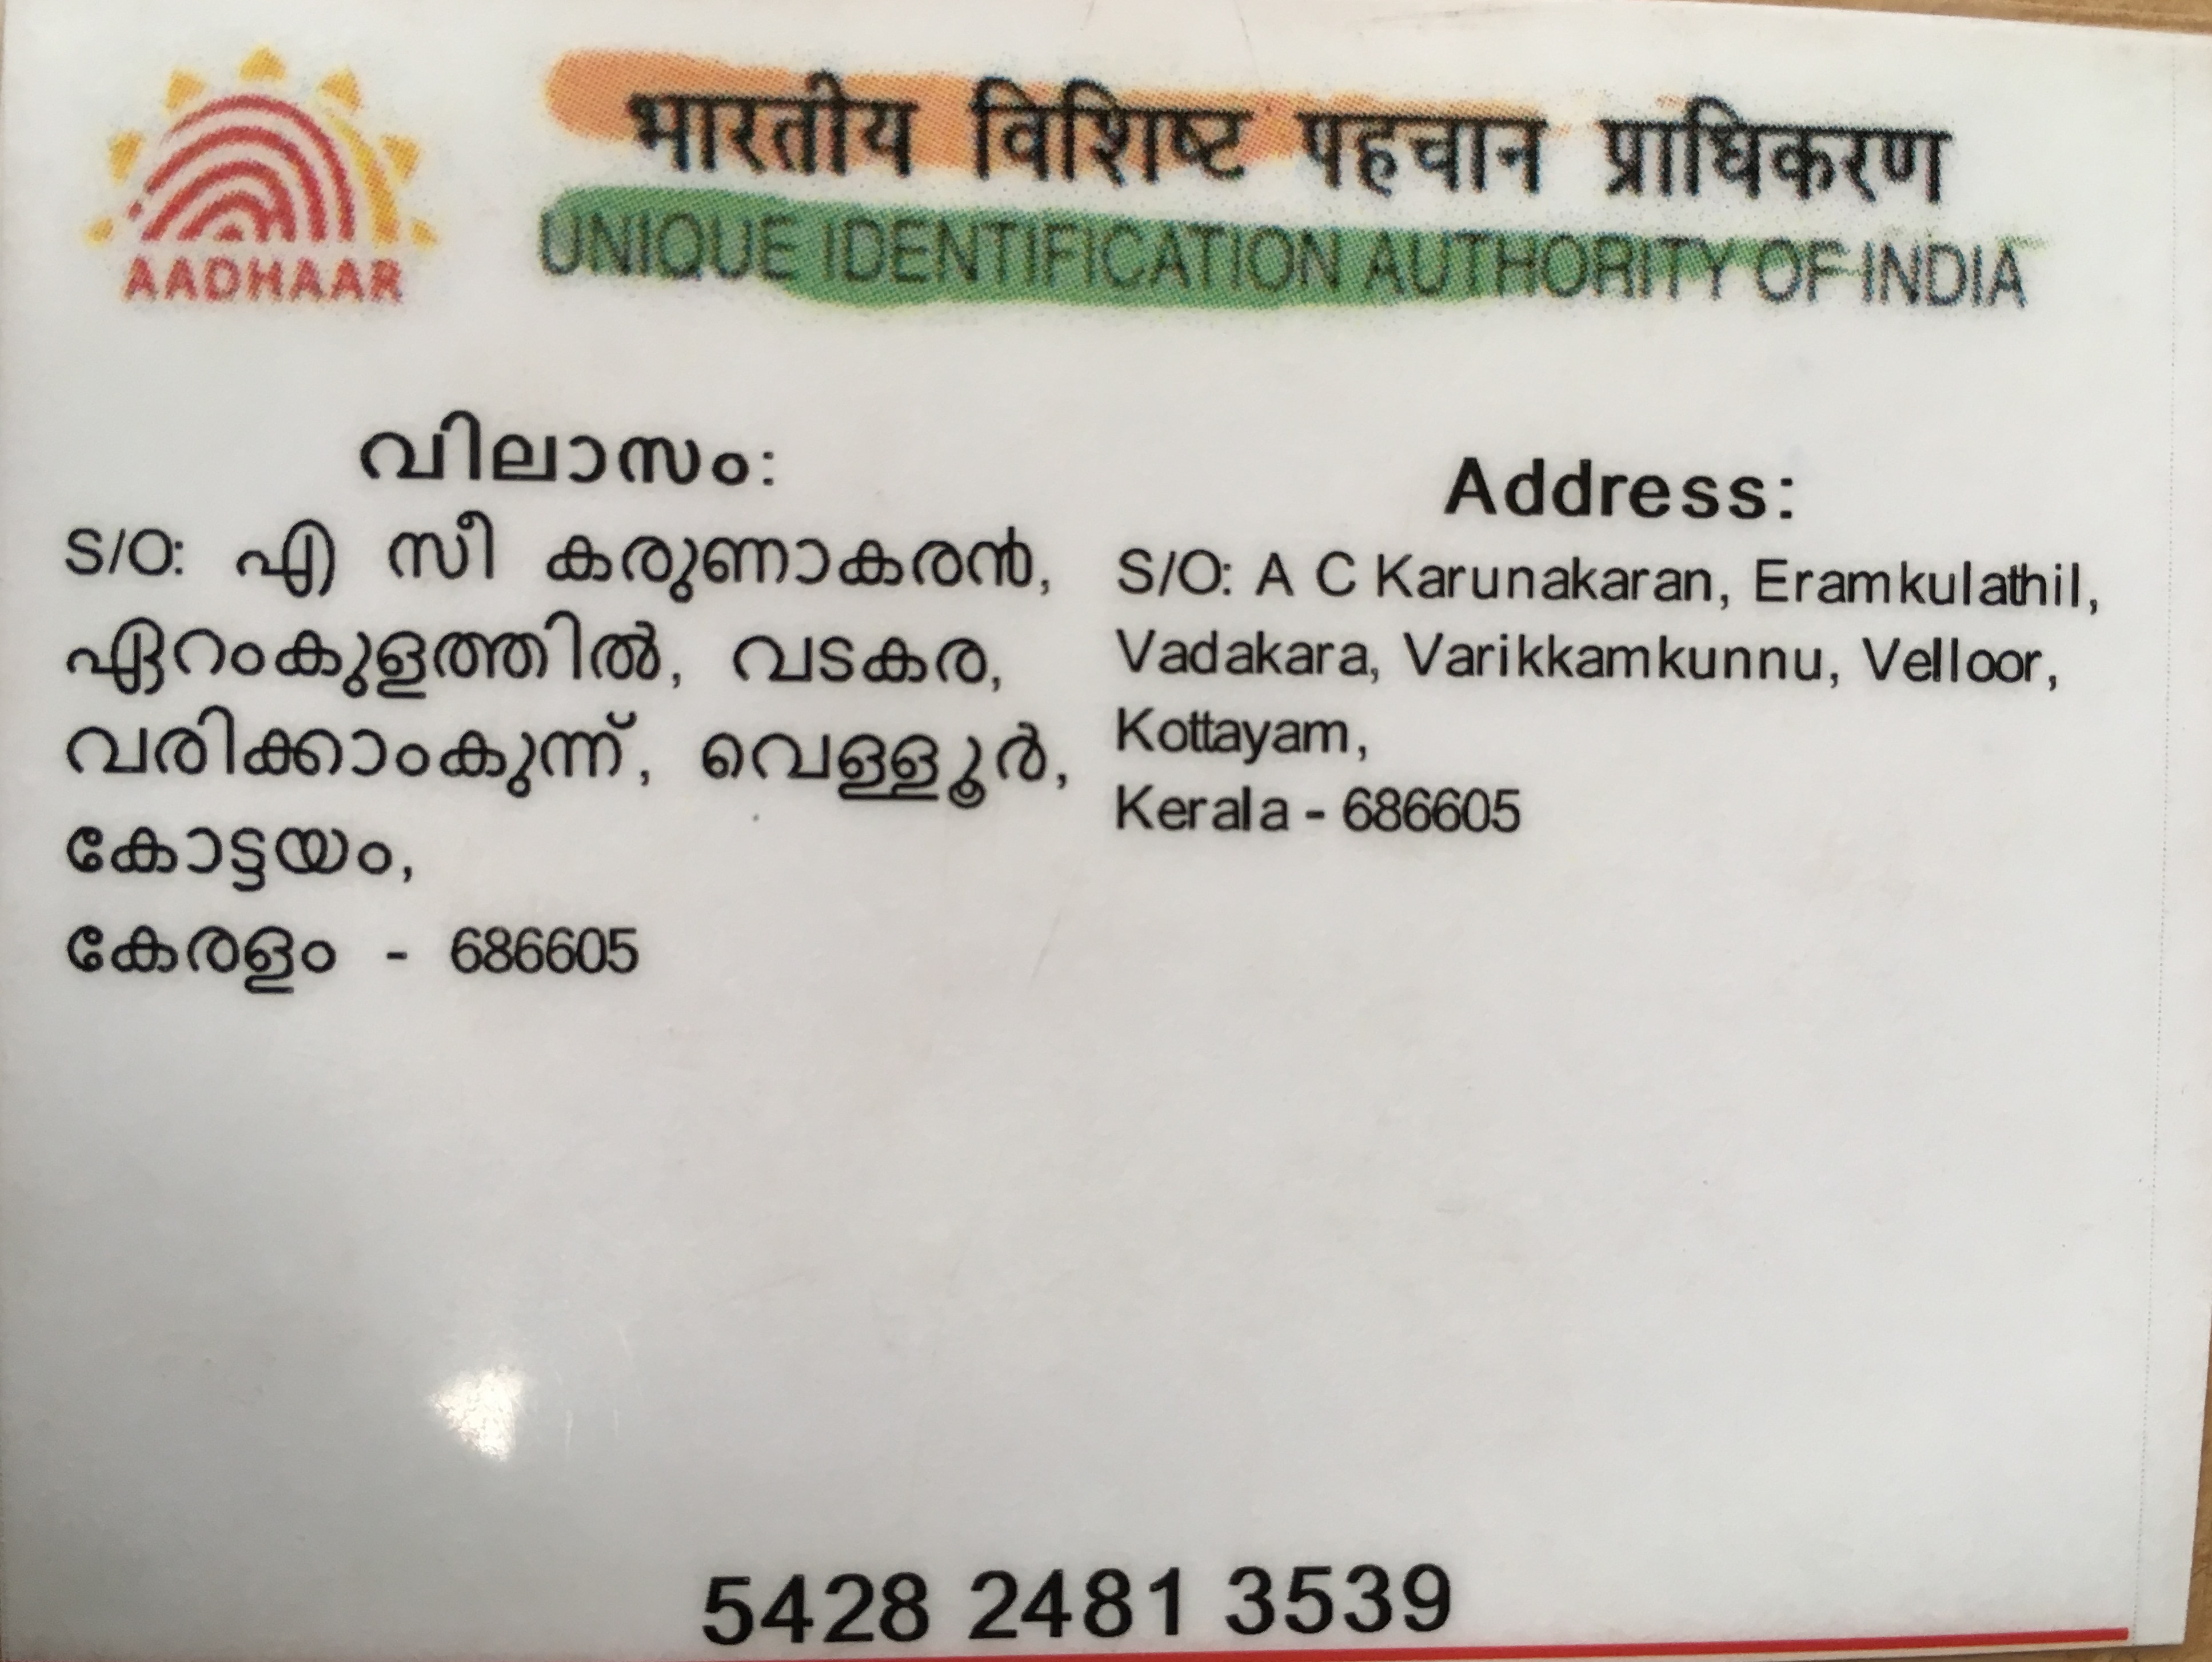 भारतीय विशिष्ट पहचान प्राधिकरण
UNIQUE IDENTIFICATION AUTHORITY OF INDIA
AADHAAR
വിലാസം:
S/O: എ സീ കരുണാകരൻ,
ഏറംകുളത്തിൽ, വടകര,
വരിക്കാംകുന്ന്, വെള്ളൂർ,
കോട്ടയം,
കേരളം - 686605
Address:
S/O: A C Karunakaran, Eramkulathil,
Vadakara, Varikkamkunnu, Velloor,
Kottayam,
Kerala - 686605
5428 2481 3539